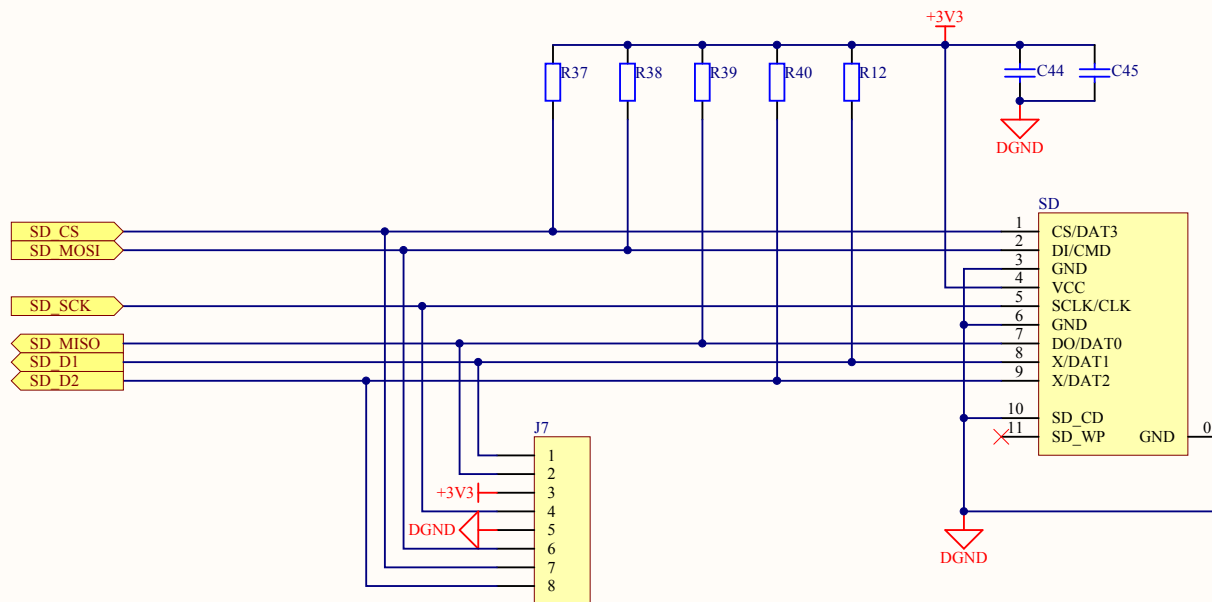 +3V3
R37 R38 R39 R40 R12 C44 C45
DGND
SD
SD_CS 1 CS/DAT3
SD_MOSI 2 DI/CMD
3 GND
4 VCC
SD_SCK 5 SCLK/CLK
6 GND
SD_MISO 7 DO/DAT0
SD_D1 8 X/DAT1
SD_D2 9 X/DAT2
10 SD_CD
11 SD_WP GND 0
J7
1
2
+3V3 3
4
DGND 5
6
7
8
DGND